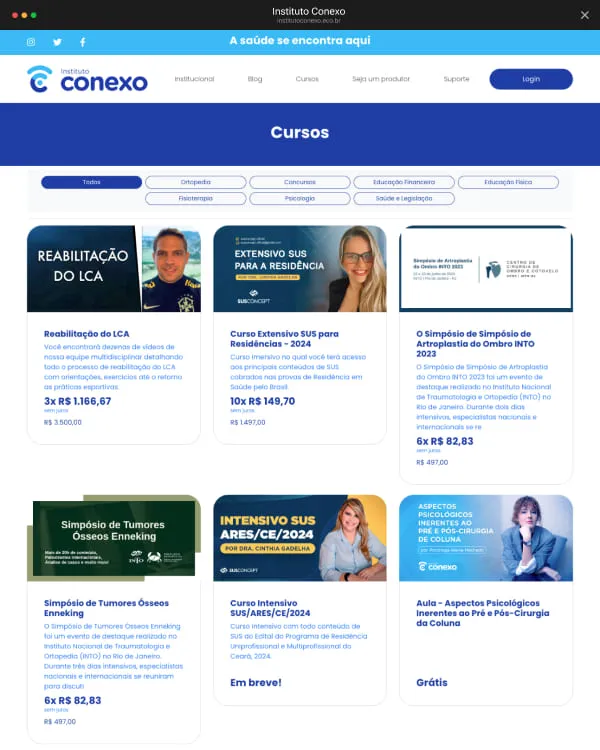 Instituto Conexo
institutoconexo.eco.br
A saúde se encontra aqui
Instituto
conexo
Institucional
Blog
Cursos
Seja um produtor
Suporte
Login
Cursos
Todos
Ortopedia
Concursos
Educação Financeira
Educação Física
Fisioterapia
Psicologia
Saúde e Legislação
REABILITAÇÃO
DO LCA
Reabilitação do LCA
Você encontrará dezenas de vídeos de
nossa equipe multidisciplinar detalhando
todo o processo de reabilitação do LCA
com orientações, exercícios até o retorno
as práticas esportivas.
3x R$ 1.166,67
sem juros
R$ 3.500,00
EXTENSIVO SUS
PARA A RESIDÊNCIA
SUSCONCEPT
Curso Extensivo SUS para
Residências - 2024
Curso Imersivo no qual você terá acesso
aos principais conteúdos de SUS
cobrados nas provas de Residência em
Saúde pelo Brasil
10x R$ 149,70
sem juros
R$ 1.497,00
Simpósio de Artroplastia
do Ombro INTO 2023
CENTRO DE
CIRURGIA DE
OMBRO E COTOVELO
O Simpósio de Simpósio de
Artroplastia do Ombro INTO
2023
O Simpósio de Simpósio de Artroplastia
do Ombro INTO 2023 foi um evento de
destaque realizado no Instituto Nacional
de Traumatologia e Ortopedia (INTO) no
Rio de Janeiro. Durante dois dias
intensivos, especialistas nacionais e
internacionais se re
6x R$ 82,83
sem juros
R$ 497,00
Simpósio de Tumores
Ósseos Enneking
Mais de 20h de conteúdo,
Palestrantes internacionais,
Análise de casos e muito mais!
INTO
Simpósio de Tumores Ósseos
Enneking
O Simpósio de Tumores Ósseos Enneking
foi um evento de destaque realizado no
Instituto Nacional de Traumatologia e
Ortopedia (INTO) no Rio de Janeiro.
Durante três dias intensivos, especialistas
nacionais e internacionais se reuniram
para discuti
6x R$ 82,83
sem juros
R$ 497,00
INTENSIVO SUS
ARES/CE/2024
POR DRA. CINTHIA GADELHA
SUSCONCEPT
Curso Intensivo
SUS/ARES/CE/2024
Curso intensivo com todo conteúdo de
SUS do Edital do Programa de Residência
Uniprofissional e Multiprofissional do
Ceará, 2024.
Em breve!
ASPECTOS
PSICOLÓGICOS
INERENTES AO
PRÉ E PÓS-CIRURGIA
DE COLUNA
conexo
Aula - Aspectos Psicológicos
Inerentes ao Pré e Pós-Cirurgia
da Coluna
Grátis